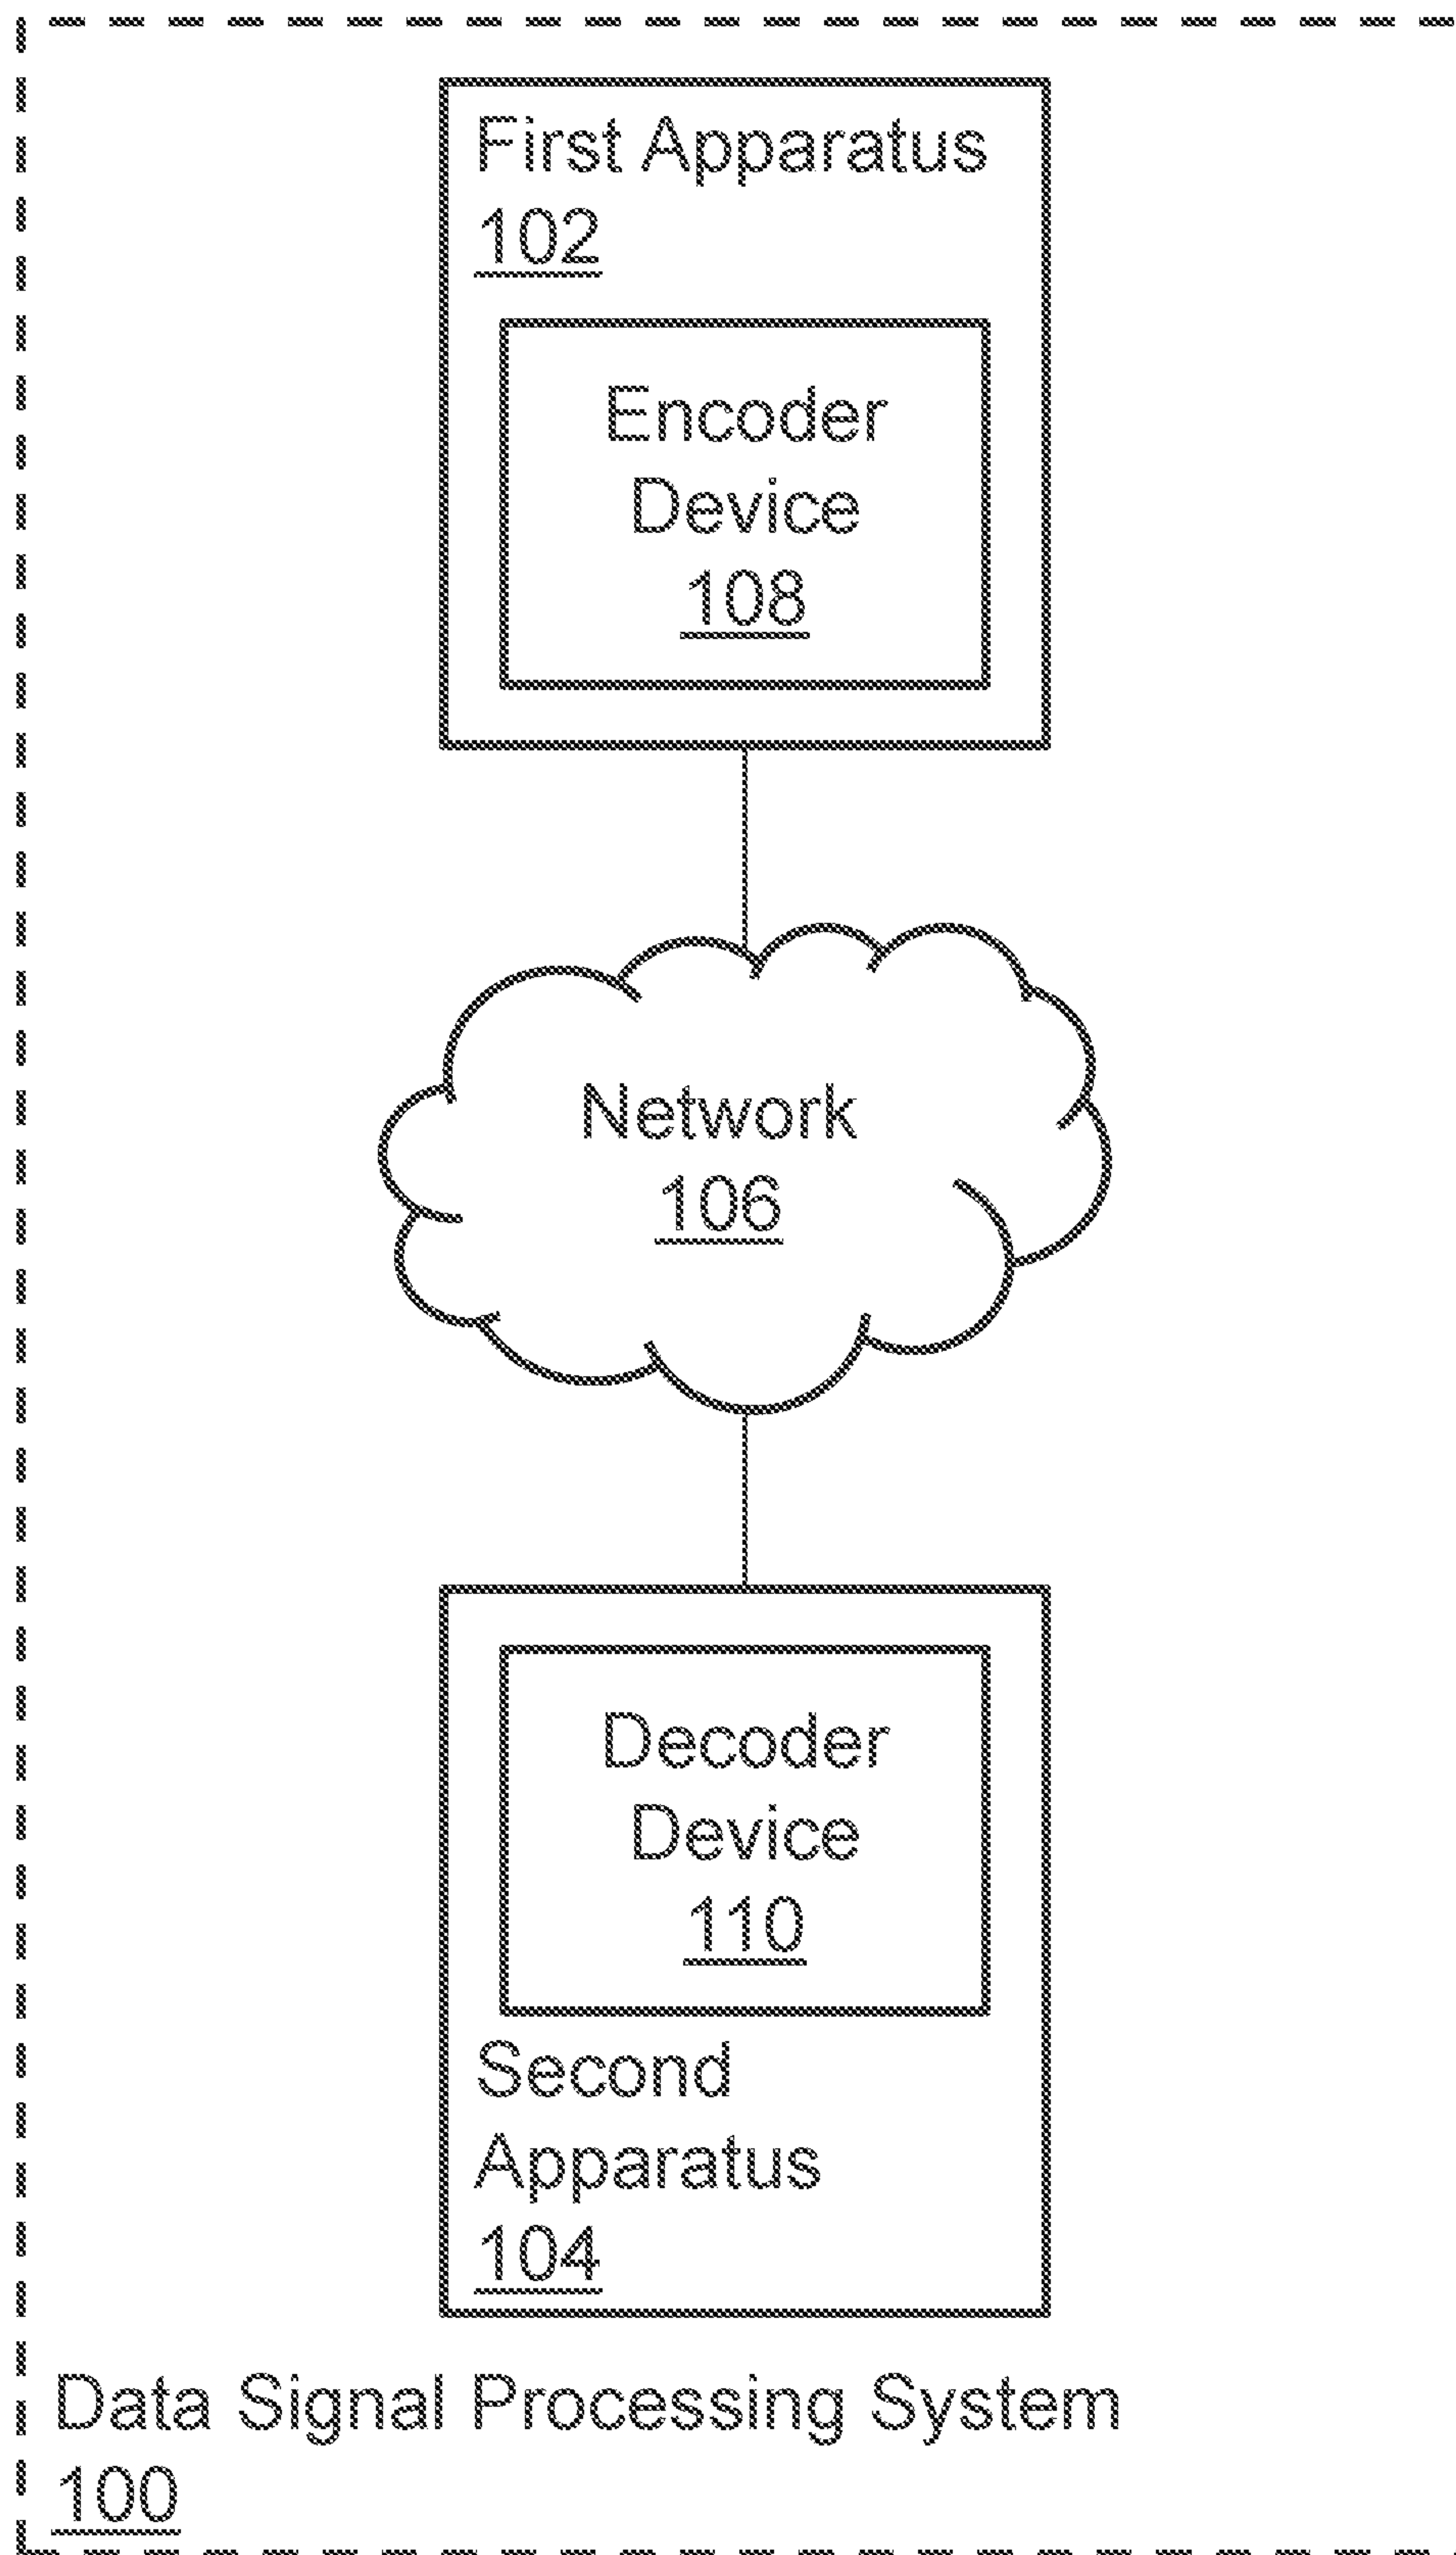 First Apparatus
102
Encoder
Device
108
Network
106
Decoder
Device
110
Second
Apparatus
104
Data Signal Processing System
100